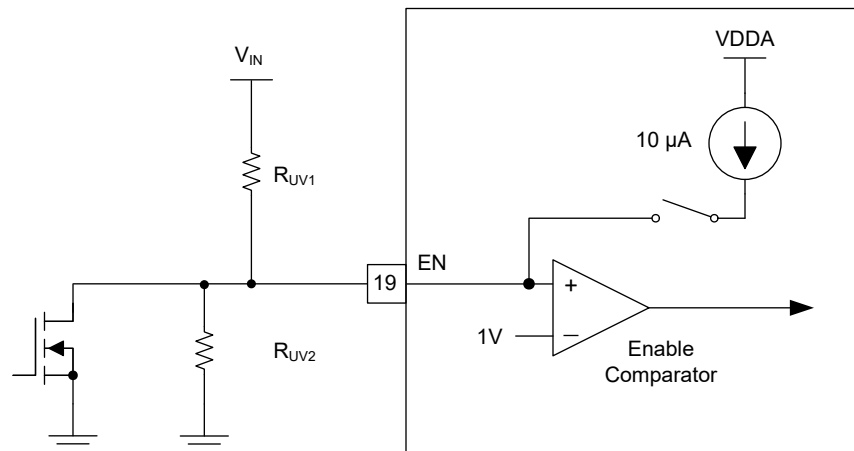 VDDA
V_IN
10 µA
R_UV1
EN
19
1V
R_UV2
Enable
Comparator